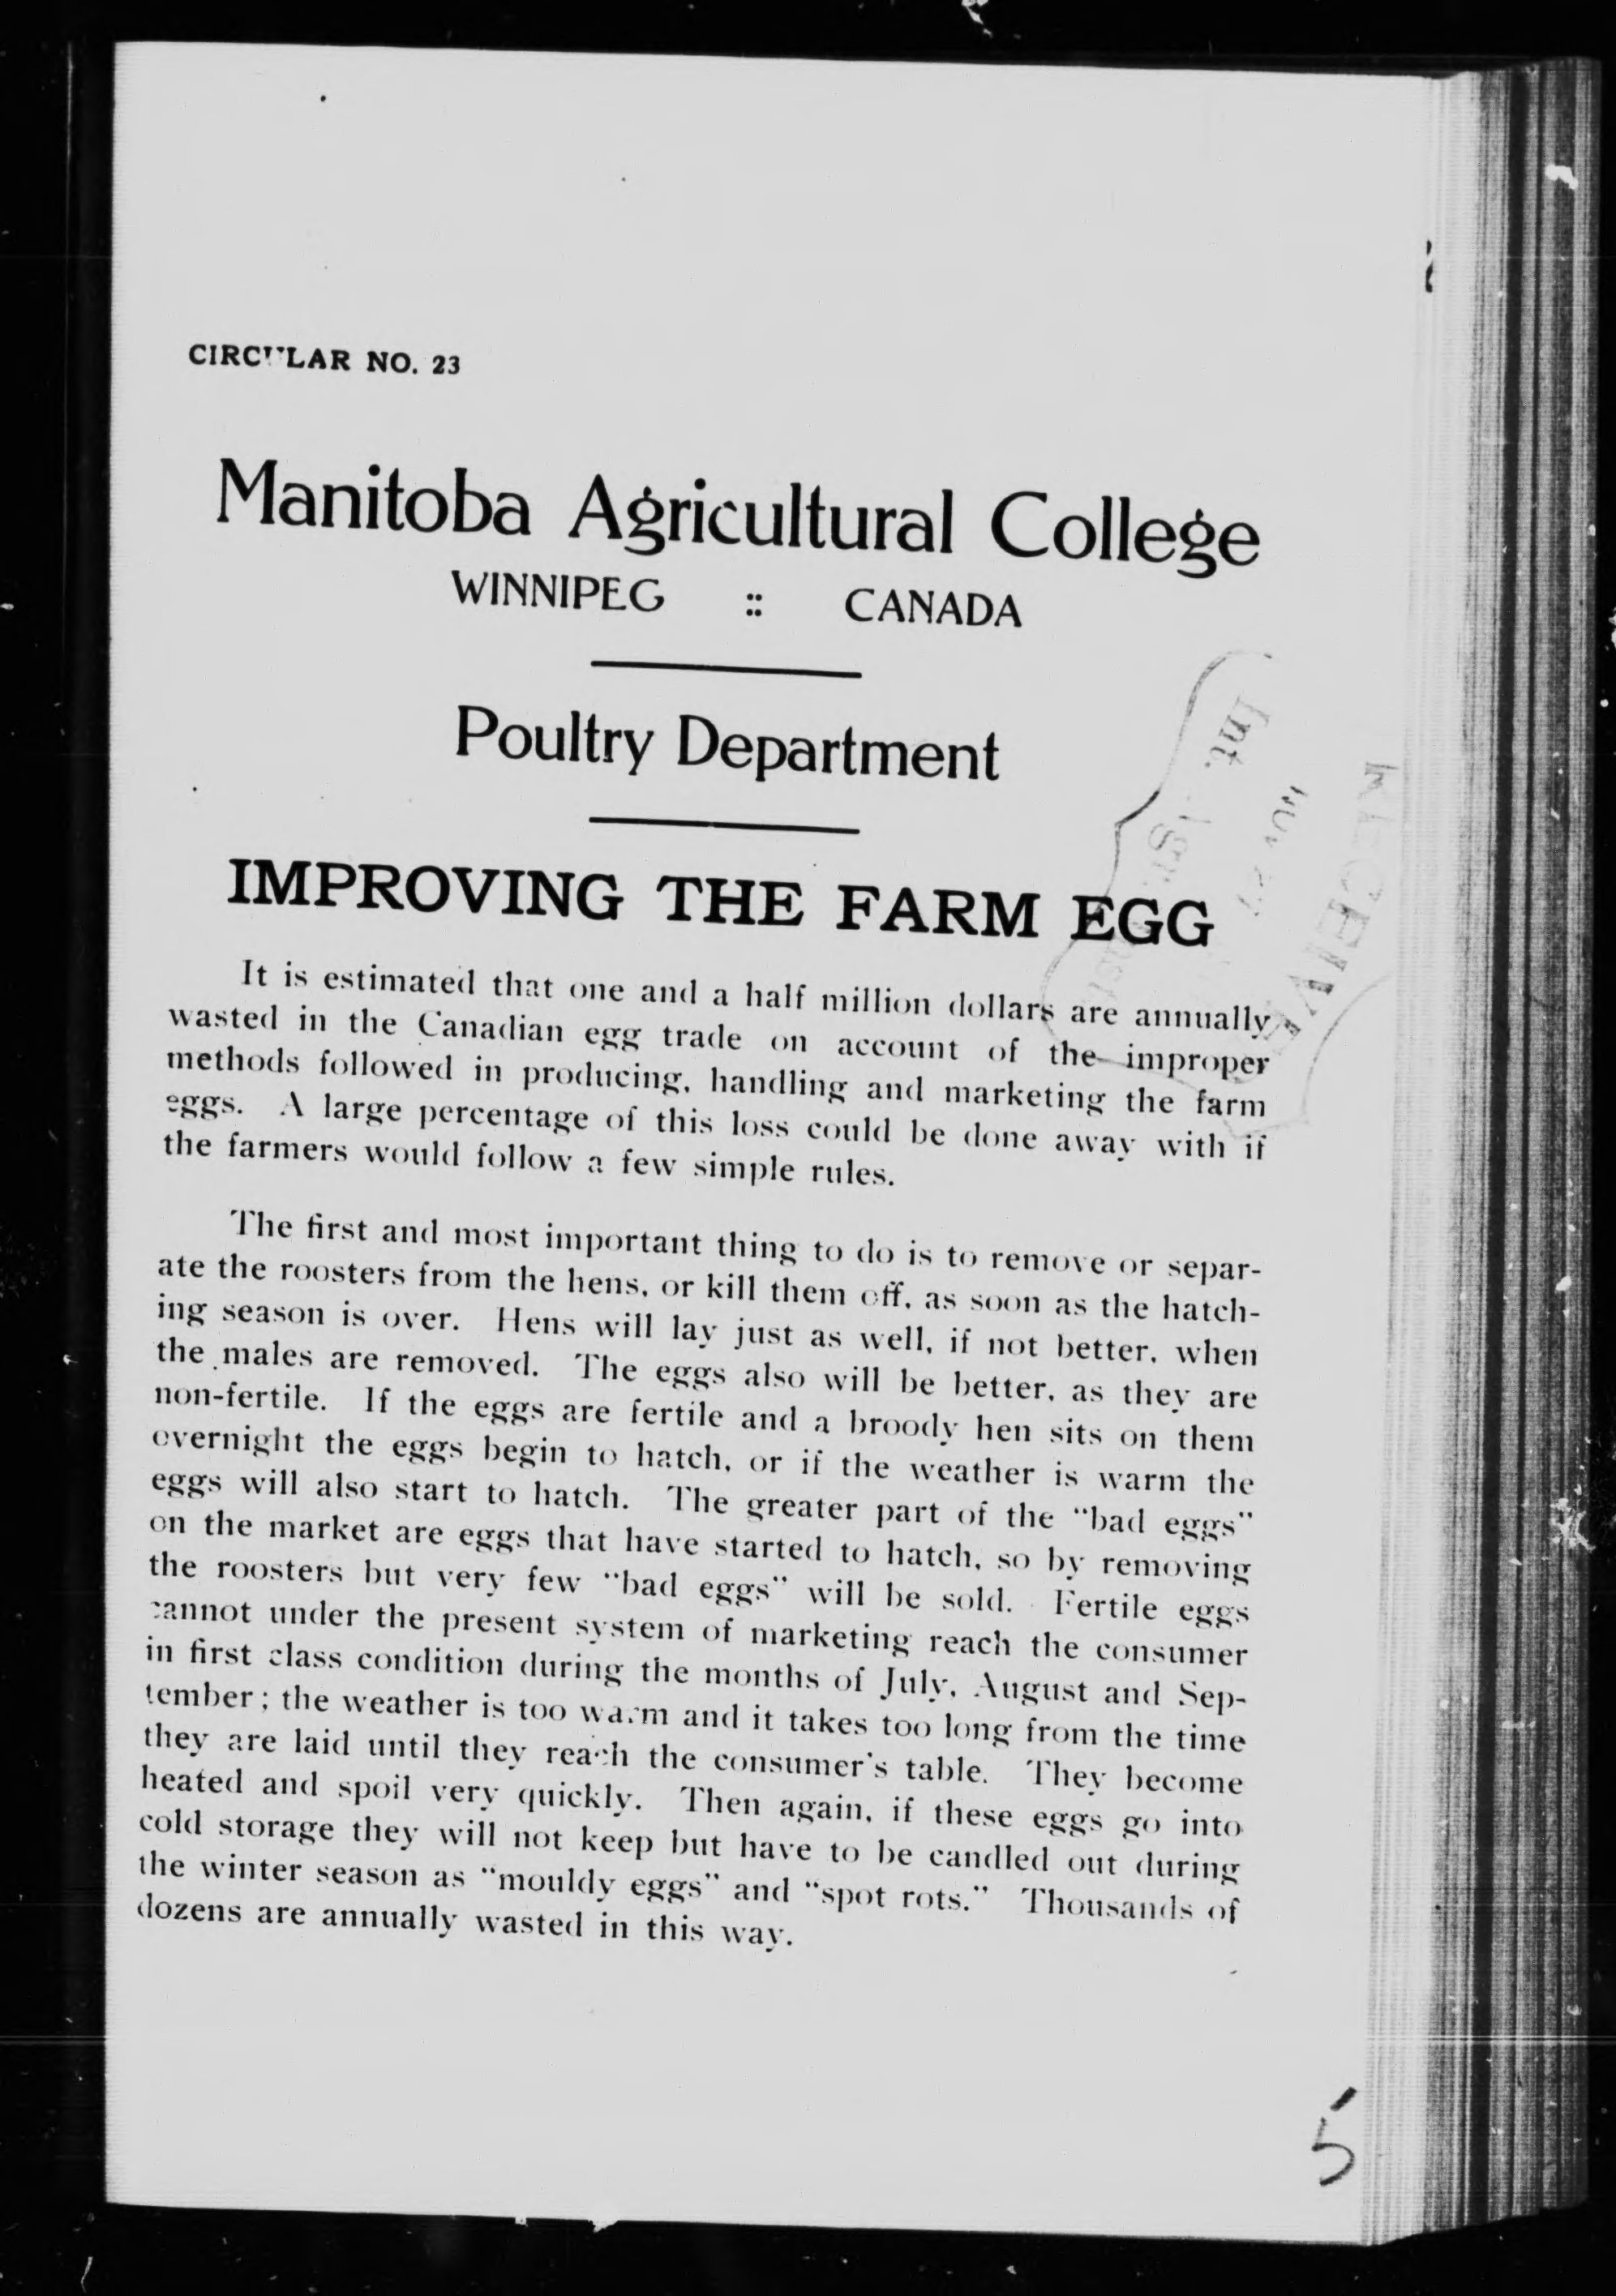 CIRCULAR NO. 23
Manitoba Agricultural College
WINNIPEG :: CANADA
Poultry Department
IMPROVING THE FARM EGG
It is estimated that one and a half million dollars are annually
wasted in the Canadian egg trade on account of the improper
methods followed in producing, handling and marketing the farm
eggs. A large percentage of this loss could be done away with if
the farmers would follow a few simple rules.
The first and most important thing to do is to remove or separ-
ate the roosters from the hens, or kill them off, as soon as the hatch-
ing season is over. Hens will lay just as well, if not better, when
the males are removed. The eggs also will be better, as they are
non-fertile. If the eggs are fertile and a broody hen sits on them
overnight the eggs begin to hatch, or if the weather is warm the
eggs will also start to hatch. The greater part of the "bad eggs"
on the market are eggs that have started to hatch, so by removing
the roosters but very few "bad eggs" will be sold. Fertile eggs
cannot under the present system of marketing reach the consumer
in first class condition during the months of July, August and Sep-
tember; the weather is too warm and it takes too long from the time
they are laid until they reach the consumer's table. They become
heated and spoil very quickly. Then again, if these eggs go into
cold storage they will not keep but have to be candled out during
the winter season as "mouldy eggs" and "spot rots." Thousands of
dozens are annually wasted in this way.
Int.
5